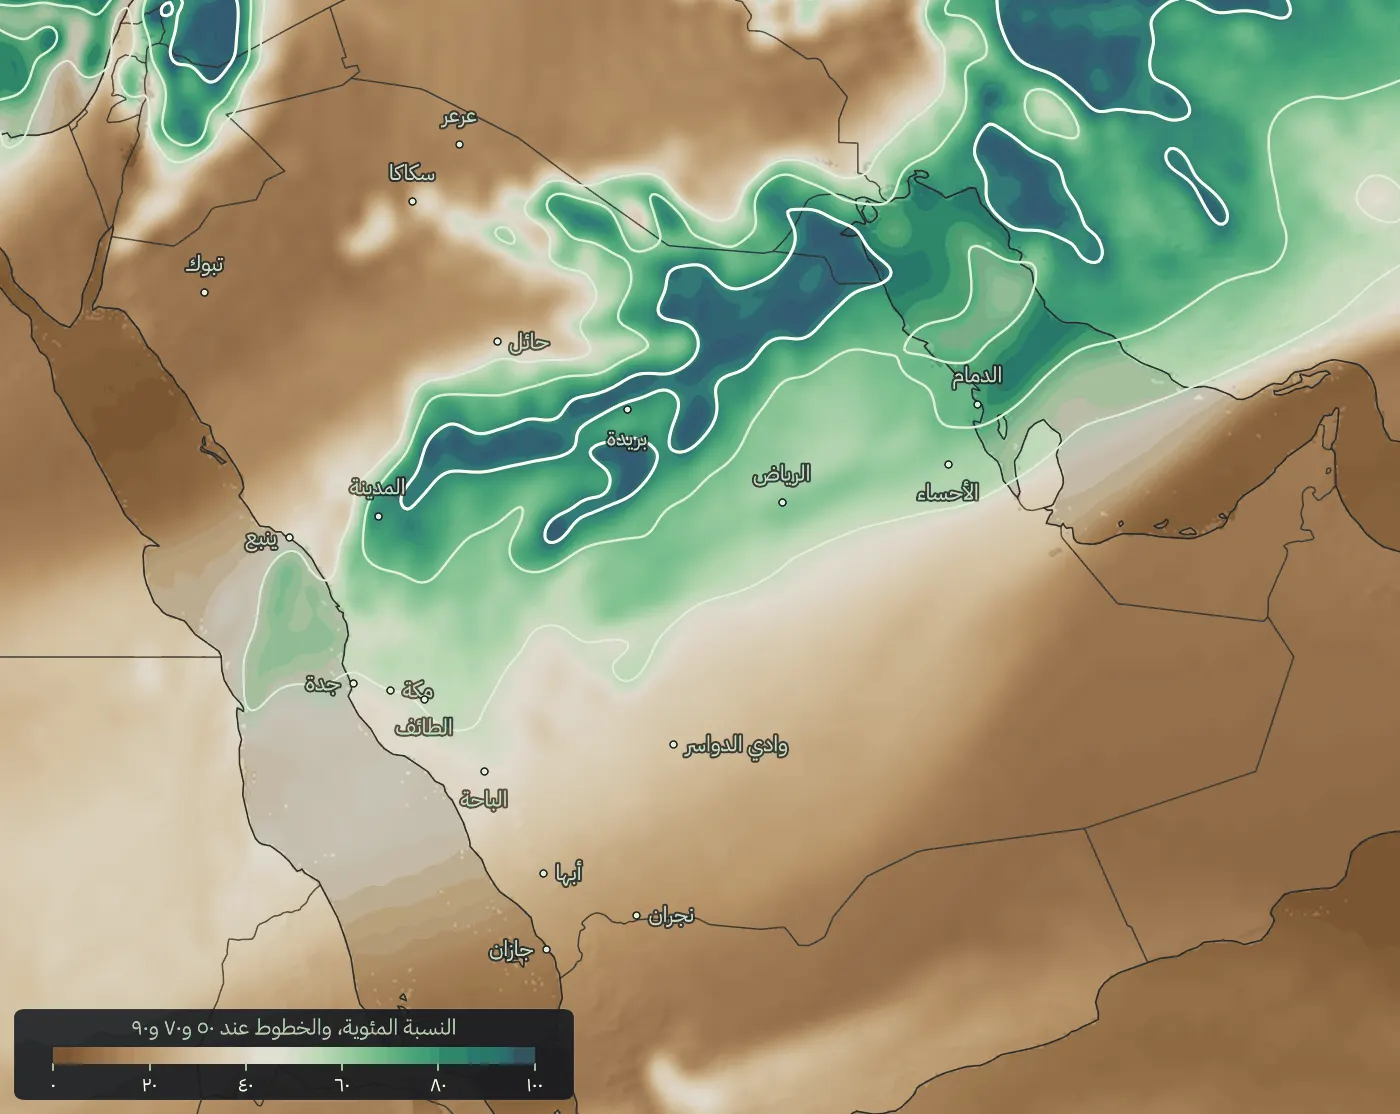 عرعر
سكاكا
تبوك
حائل
الدمام
بريدة
الرياض
المدينة
الأحساء
ينبع
جدة
مكة
الطائف
وادي الدواسر
الباحة
أبها
نجران
جازان
النسبة المئوية، والخطوط عند ٥٠ و٧٠ و٩٠
٠ ٢٠ ٤٠ ٦٠ ٨٠ ١٠٠